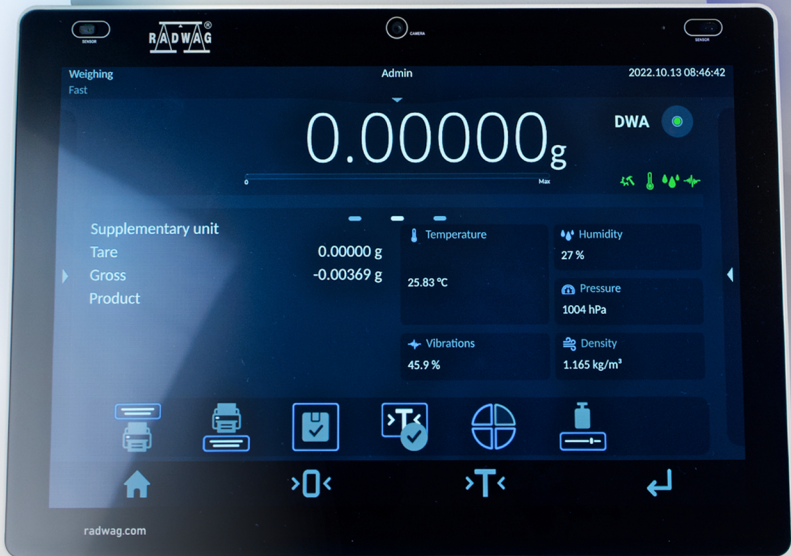 SENSOR
RADWAG®
CAMERA
SENSOR
Weighing
Admin
2022.10.13 08:46:42
Fast
0.00000g
DWA
0
Max
Supplementary unit
Tare 0.00000 g
Gross -0.00369 g
Product
Temperature
25.83 °C
Humidity
27 %
Pressure
1004 hPa
Vibrations
45.9 %
Density
1.165 kg/m³
>T<
>0<
>T<
radwag.com